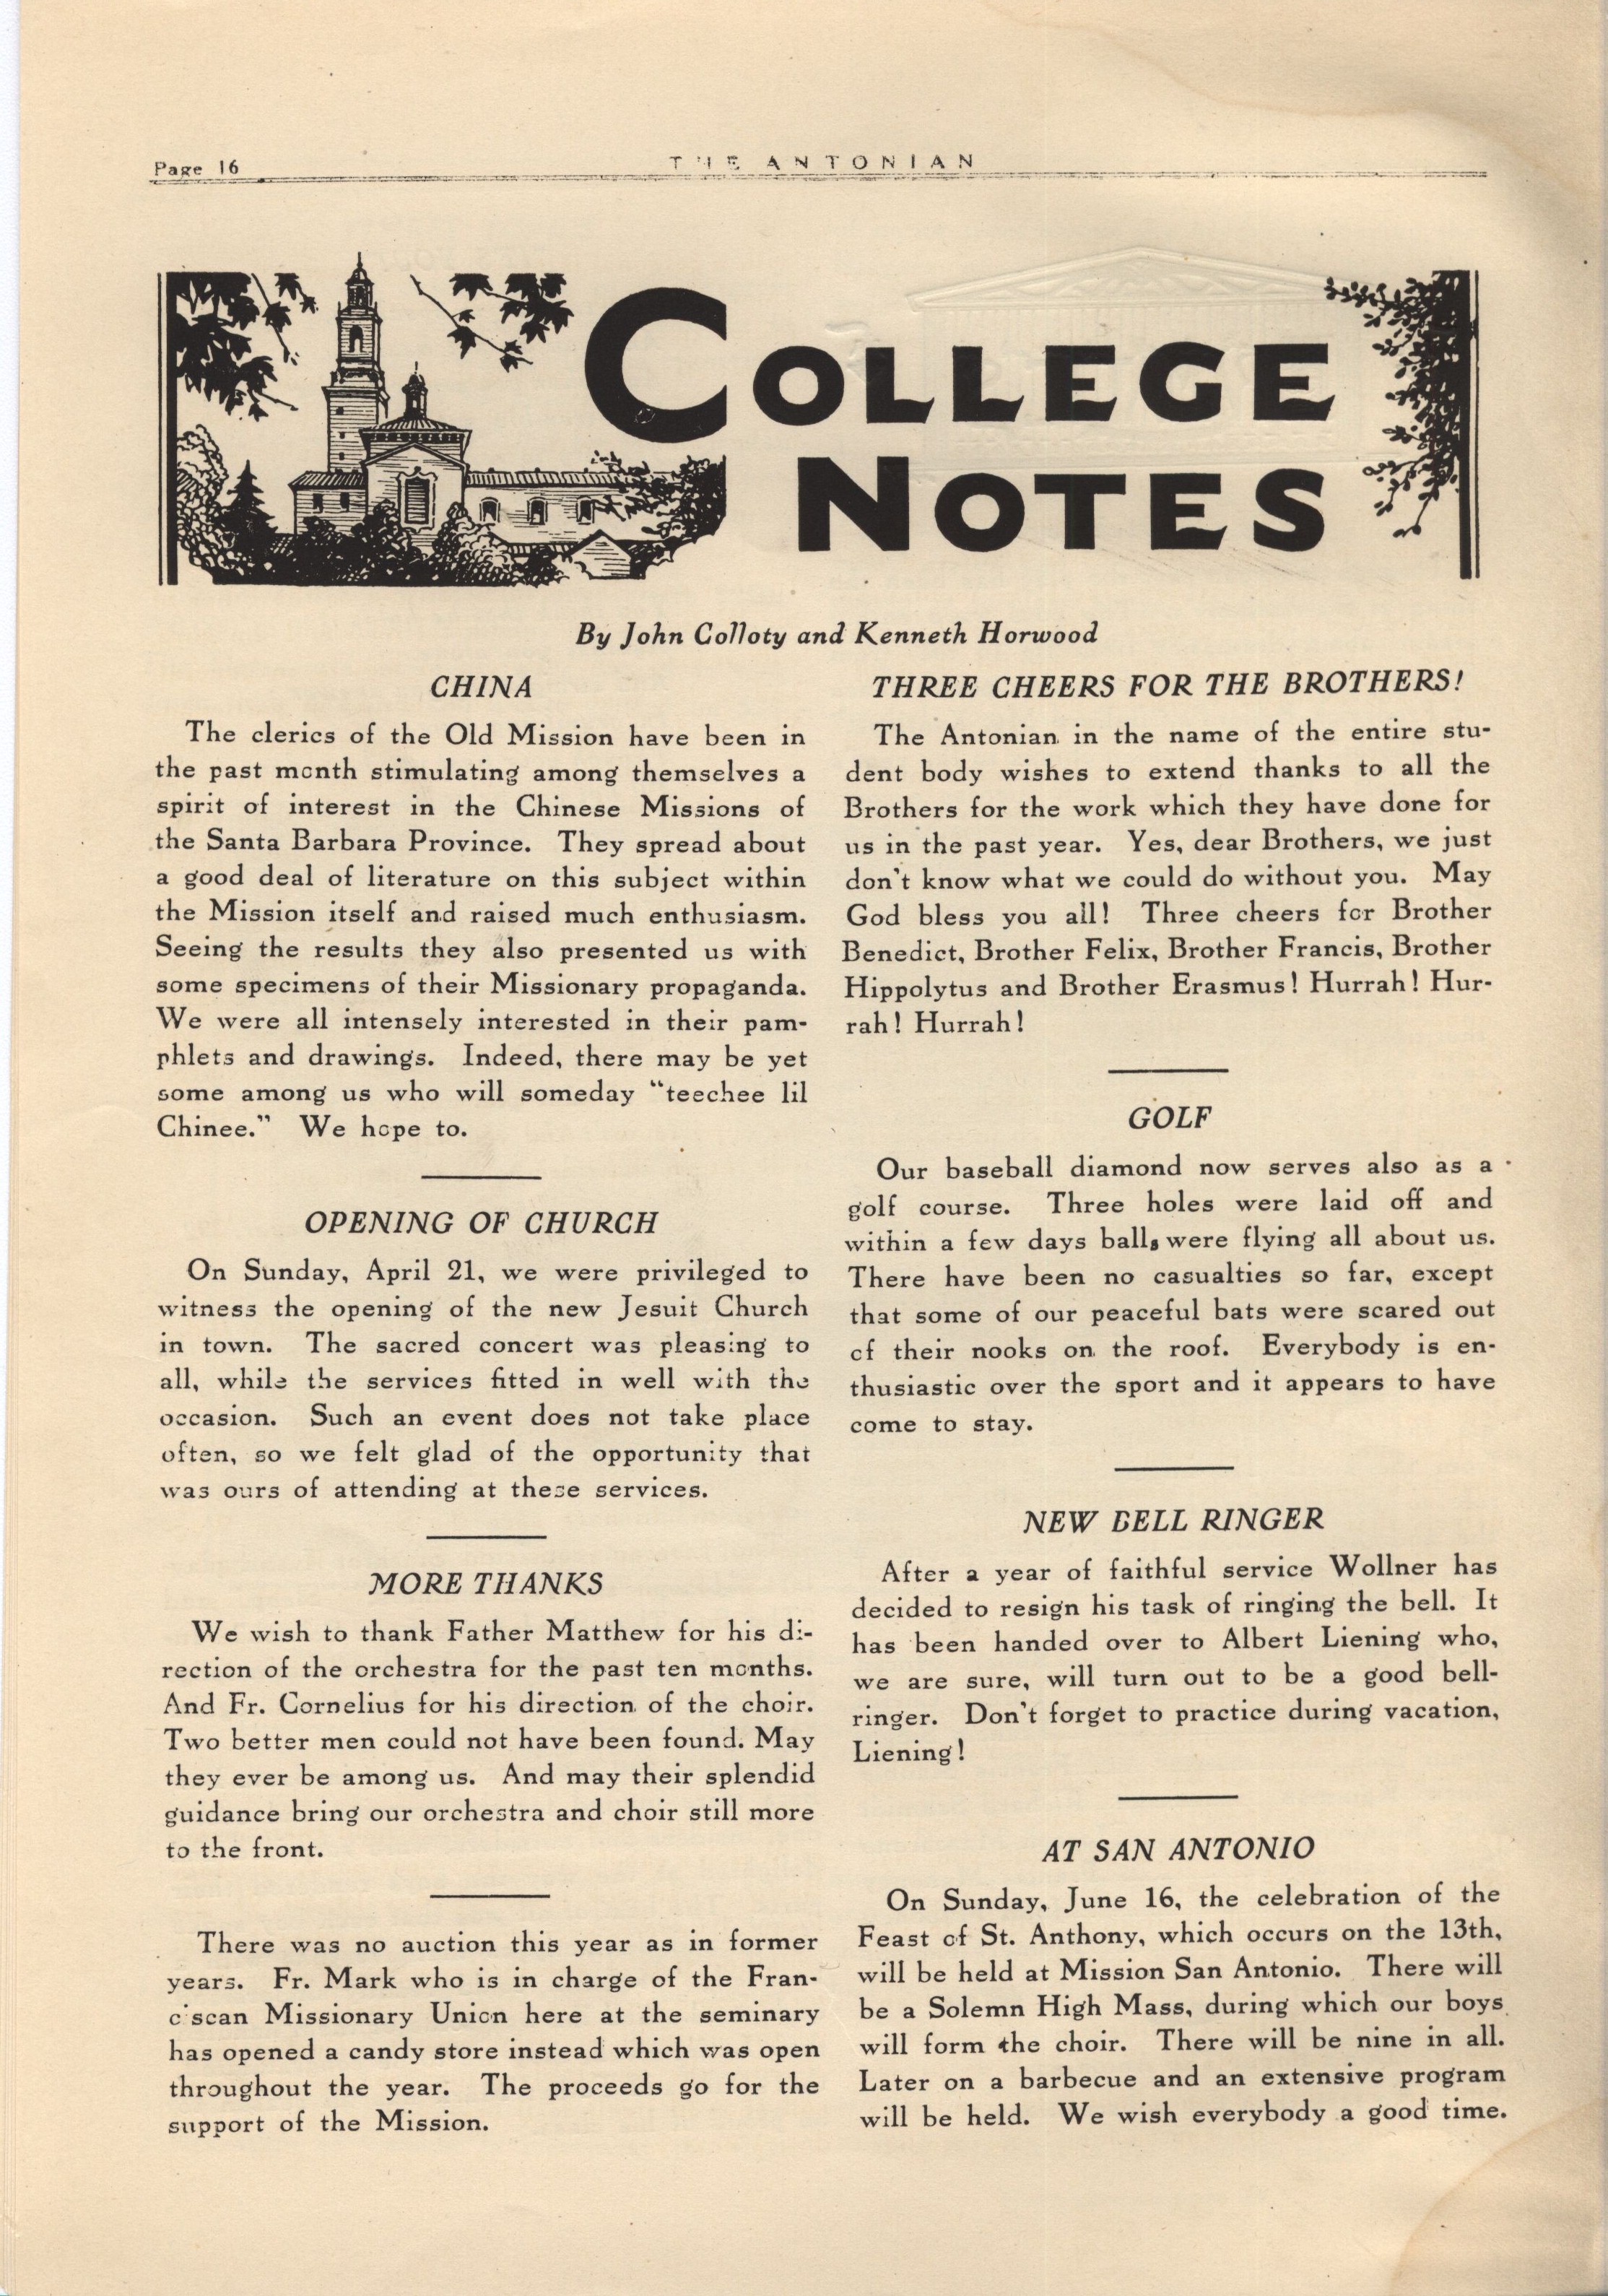 Page 16
THE ANTONIAN
COLLEGE
NOTES
By John Colloty and Kenneth Horwood
CHINA
The clerics of the Old Mission have been in
the past month stimulating among themselves a
spirit of interest in the Chinese Missions of
the Santa Barbara Province. They spread about
a good deal of literature on this subject within
the Mission itself and raised much enthusiasm.
Seeing the results they also presented us with
some specimens of their Missionary propaganda.
We were all intensely interested in their pam-
phlets and drawings. Indeed, there may be yet
some among us who will someday "teechee lil
Chinee." We hope to.
OPENING OF CHURCH
On Sunday, April 21, we were privileged to
witness the opening of the new Jesuit Church
in town. The sacred concert was pleasing to
all, while the services fitted in well with the
occasion. Such an event does not take place
often, so we felt glad of the opportunity that
was ours of attending at these services.
MORE THANKS
We wish to thank Father Matthew for his di-
rection of the orchestra for the past ten months.
And Fr. Cornelius for his direction of the choir.
Two better men could not have been found. May
they ever be among us. And may their splendid
guidance bring our orchestra and choir still more
to the front.
There was no auction this year as in former
years. Fr. Mark who is in charge of the Fran-
ciscan Missionary Union here at the seminary
has opened a candy store instead which was open
throughout the year. The proceeds go for the
support of the Mission.
THREE CHEERS FOR THE BROTHERS!
The Antonian in the name of the entire stu-
dent body wishes to extend thanks to all the
Brothers for the work which they have done for
us in the past year. Yes, dear Brothers, we just
don't know what we could do without you. May
God bless you all! Three cheers for Brother
Benedict, Brother Felix, Brother Francis, Brother
Hippolytus and Brother Erasmus! Hurrah! Hur-
rah! Hurrah!
GOLF
Our baseball diamond now serves also as a
golf course. Three holes were laid off and
within a few days balls were flying all about us.
There have been no casualties so far, except
that some of our peaceful bats were scared out
of their nooks on the roof. Everybody is en-
thusiastic over the sport and it appears to have
come to stay.
NEW BELL RINGER
After a year of faithful service Wollner has
decided to resign his task of ringing the bell. It
has been handed over to Albert Liening who,
we are sure, will turn out to be a good bell-
ringer. Don't forget to practice during vacation,
Liening!
AT SAN ANTONIO
On Sunday, June 16, the celebration of the
Feast of St. Anthony, which occurs on the 13th,
will be held at Mission San Antonio. There will
be a Solemn High Mass, during which our boys
will form the choir. There will be nine in all.
Later on a barbecue and an extensive program
will be held. We wish everybody a good time.